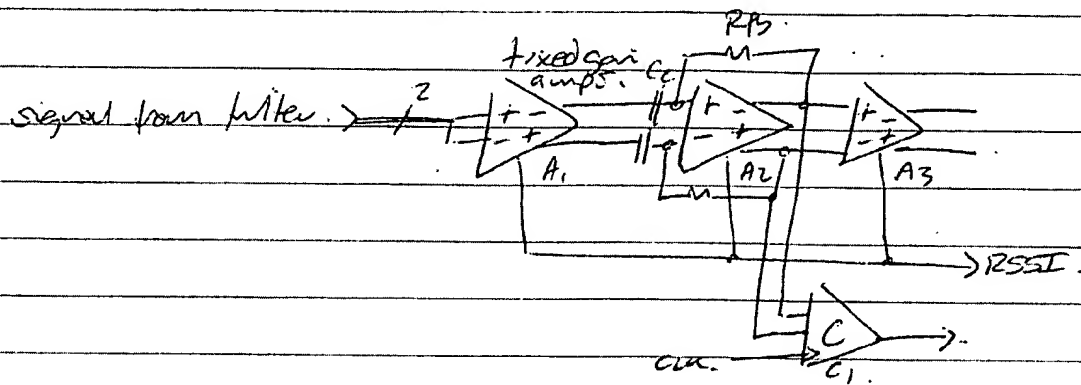 RFB.
fixed gain
amps.
Cc
2
signal from filter.
+ -
- +
+ -
- +
+ -
- +
A1
A2
A3
RSSI.
C
CLK.
C1.